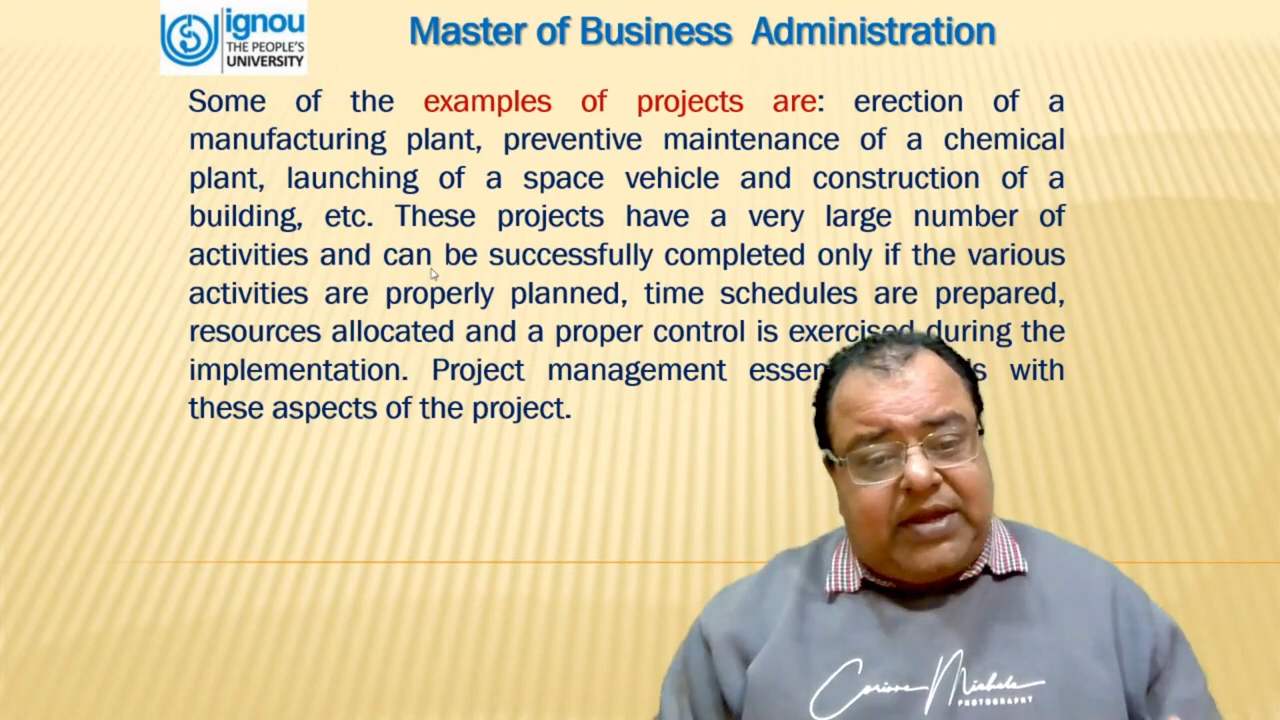 ignou
THE PEOPLE'S
UNIVERSITY
Master of Business Administration
Some of the examples of projects are: erection of a
manufacturing plant, preventive maintenance of a chemical
plant, launching of a space vehicle and construction of a
building, etc. These projects have a very large number of
activities and can be successfully completed only if the various
activities are properly planned, time schedules are prepared,
resources allocated and a proper control is exercised during the
implementation. Project management with
these aspects of the project.
PHOTOGRAPHY